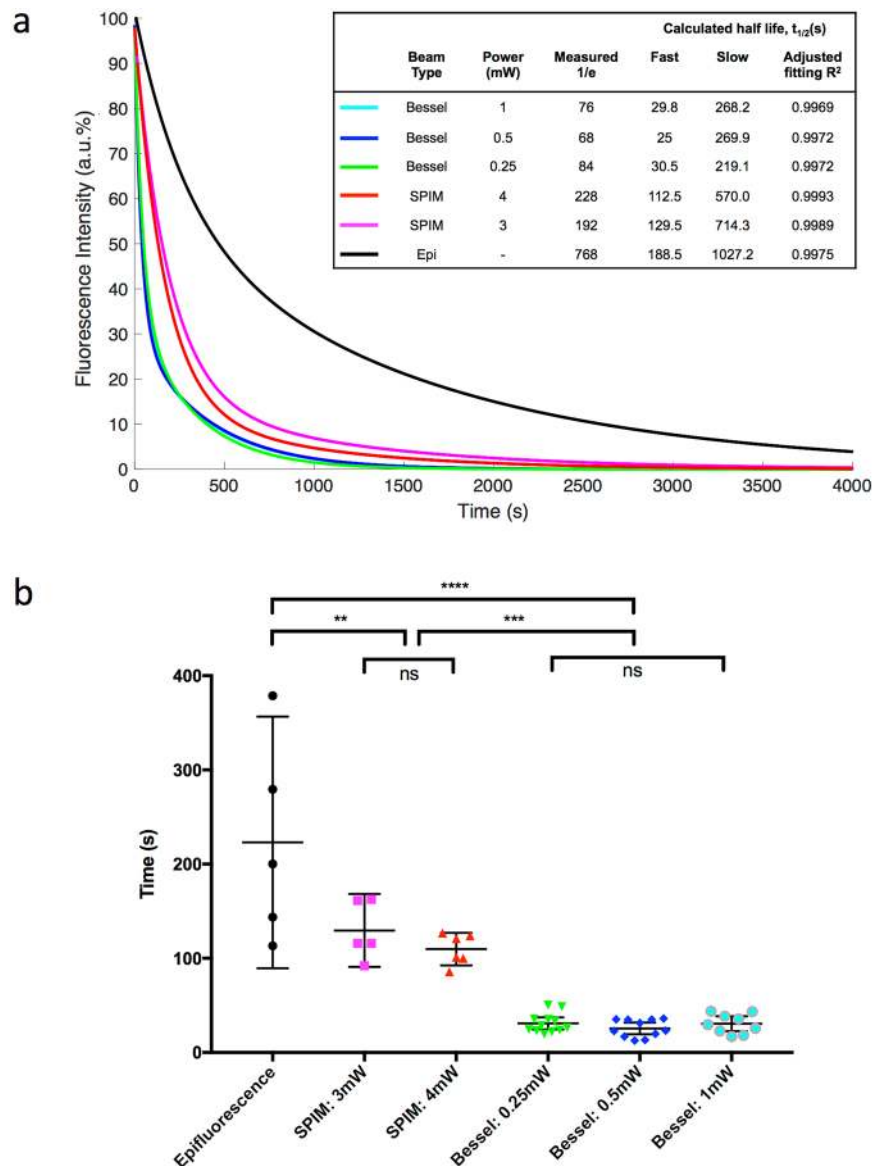 a
Fluorescence Intensity (a.u.%)
100
90
80
70
60
50
40
30
20
10
0
0 500 1000 1500 2000 2500 3000 3500 4000
Time (s)
Calculated half life, t1/2(s)
Beam Type Power (mW) Measured 1/e Fast Slow Adjusted fitting R²
Bessel 1 76 29.8 268.2 0.9969
Bessel 0.5 68 25 269.9 0.9972
Bessel 0.25 84 30.5 219.1 0.9972
SPIM 4 228 112.5 570.0 0.9993
SPIM 3 192 129.5 714.3 0.9989
Epi - 768 188.5 1027.2 0.9975
b
****
** ***
ns ns
Time (s)
400
300
200
100
0
Epifluorescence
SPIM: 3mW
SPIM: 4mW
Bessel: 0.25mW
Bessel: 0.5mW
Bessel: 1mW